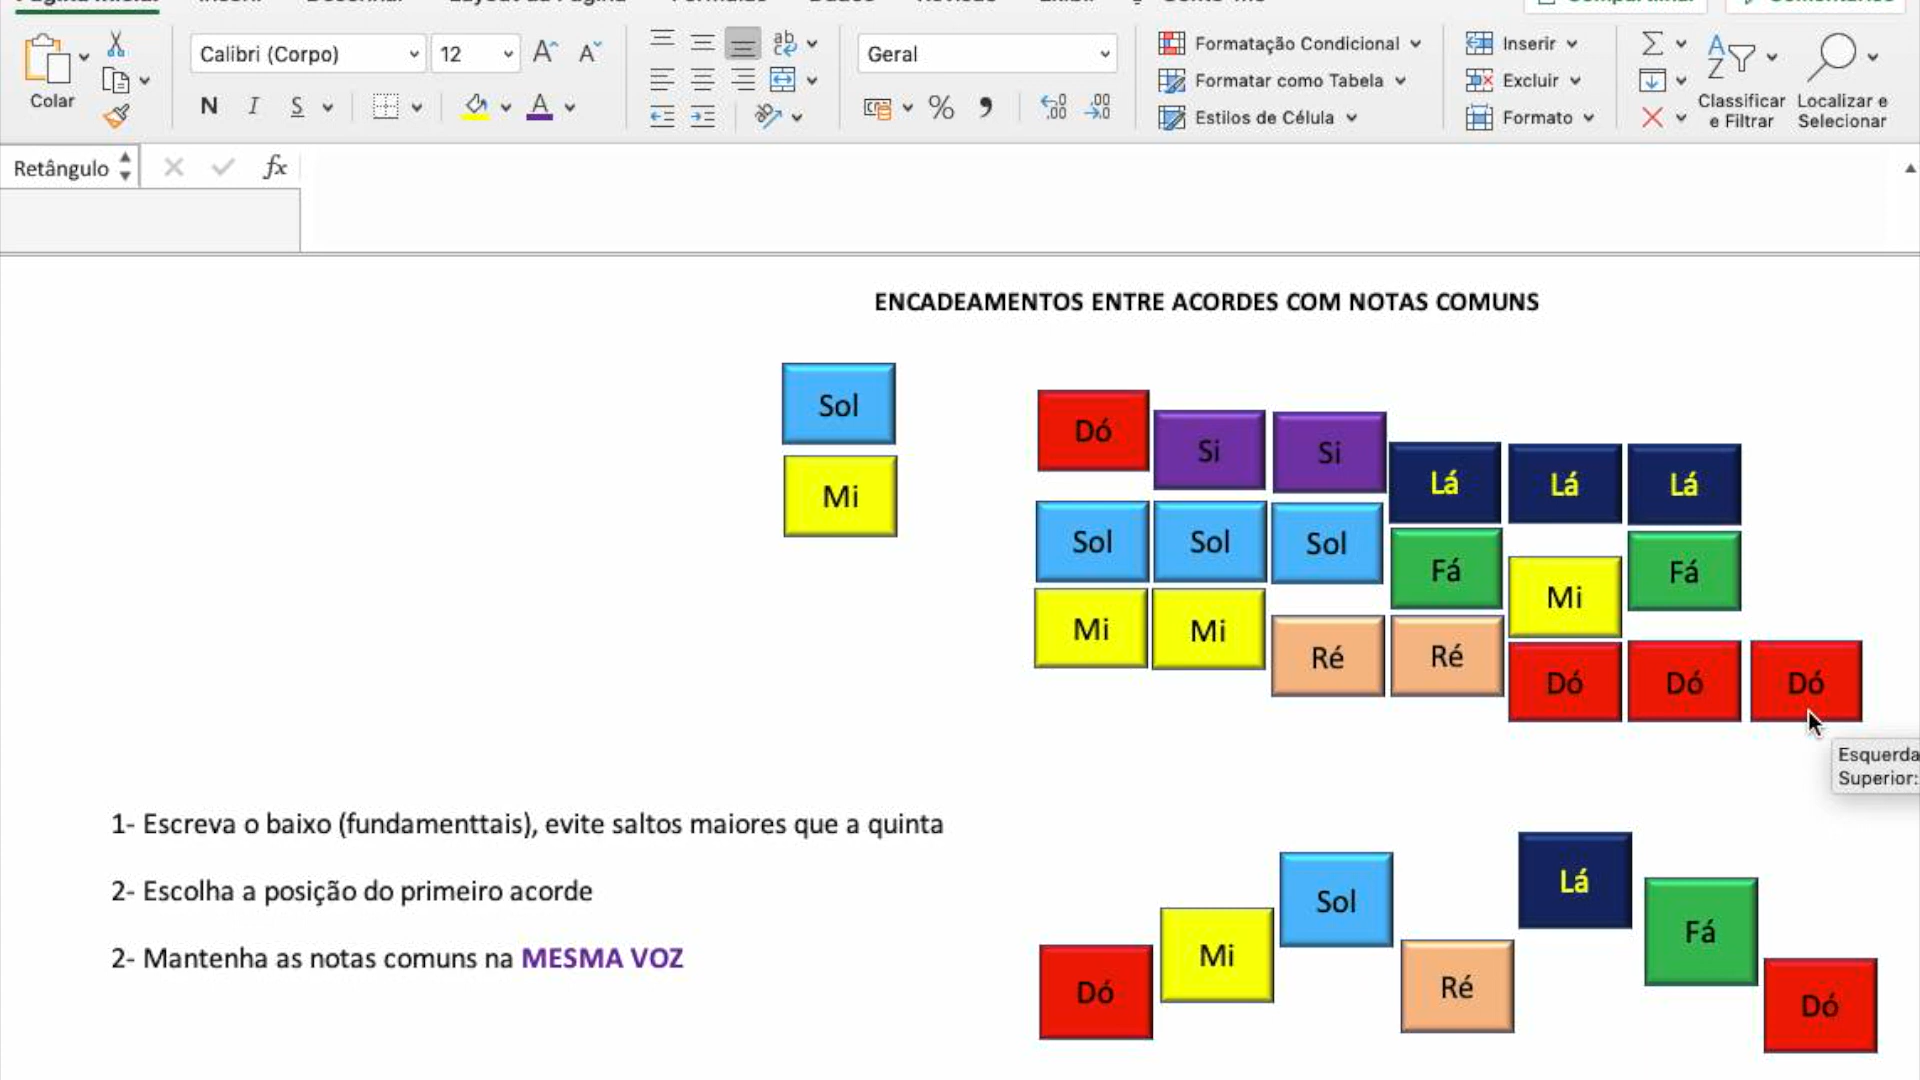 Calibri (Corpo)
12
Geral
Formatação Condicional
Formatar como Tabela
Estilos de Célula
Inserir
Excluir
Formato
Colar
N I S
Classificar
e Filtrar
Localizar e
Selecionar
Retângulo
fx
ENCADEAMENTOS ENTRE ACORDES COM NOTAS COMUNS
Sol
Mi
Dó Si Si Lá Lá Lá
Sol Sol Sol Fá Mi Fá
Mi Mi Ré Ré Dó Dó Dó
Esquerda
Superior:
1- Escreva o baixo (fundamenttais), evite saltos maiores que a quinta
2- Escolha a posição do primeiro acorde
2- Mantenha as notas comuns na MESMA VOZ
Dó Mi Sol Ré Lá Fá Dó